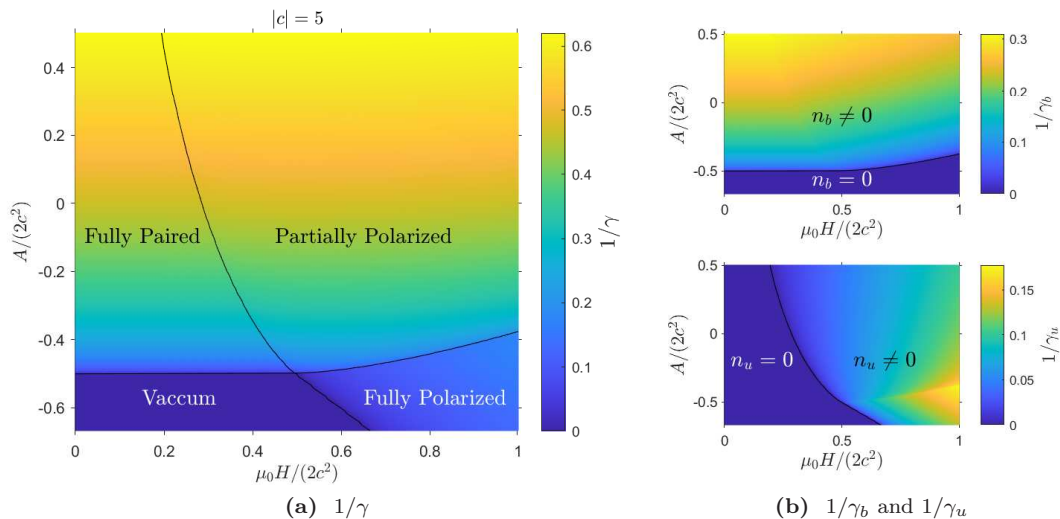 |c| = 5
0.4
0.2
0
-0.2
-0.4
-0.6
A/(2c²)
0 0.2 0.4 0.6 0.8 1
μ₀H/(2c²)
Fully Paired
Partially Polarized
Vaccum
Fully Polarized
0.6
0.5
0.4
0.3
0.2
0.1
0
1/γ
(a) 1/γ
0.5
0
-0.5
A/(2c²)
n_b ≠ 0
n_b = 0
0 0.5 1
μ₀H/(2c²)
0.3
0.2
0.1
0
1/γ_b
0.5
0
-0.5
A/(2c²)
n_u = 0
n_u ≠ 0
0 0.5 1
μ₀H/(2c²)
0.15
0.1
0.05
0
1/γ_u
(b) 1/γ_b and 1/γ_u